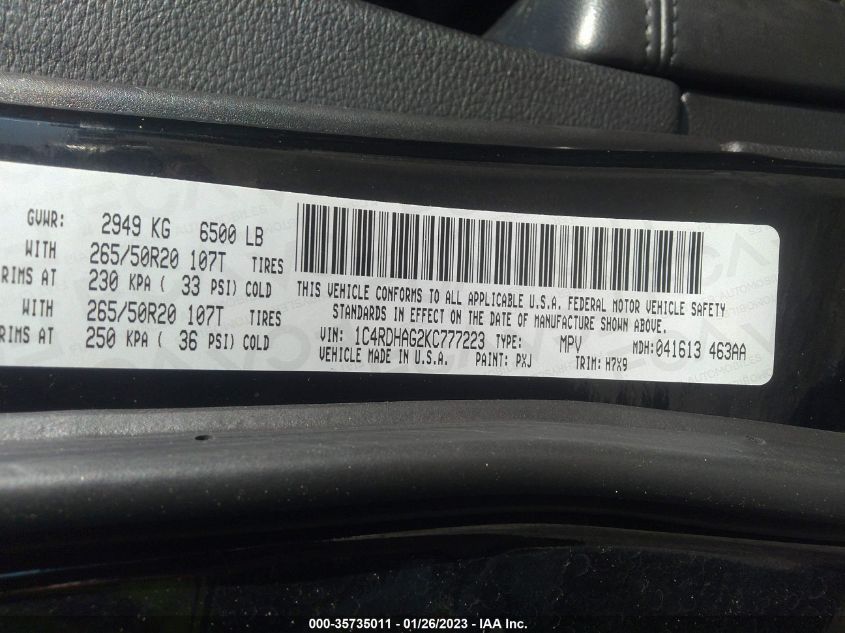 GVWR: 2949 KG 6500 LB
WITH 265/50R20 107T TIRES
RIMS AT 230 KPA ( 33 PSI) COLD
WITH 265/50R20 107T TIRES
RIMS AT 250 KPA ( 36 PSI) COLD
THIS VEHICLE CONFORMS TO ALL APPLICABLE U.S.A. FEDERAL MOTOR VEHICLE SAFETY
STANDARDS IN EFFECT ON THE DATE OF MANUFACTURE SHOWN ABOVE.
VIN: 1C4RDHAG2KC777223 TYPE: MPV MDH:041613 463AA
VEHICLE MADE IN U.S.A. PAINT: PXJ TRIM: H7X9
000-35735011 - 01/26/2023 - © IAA, Inc.